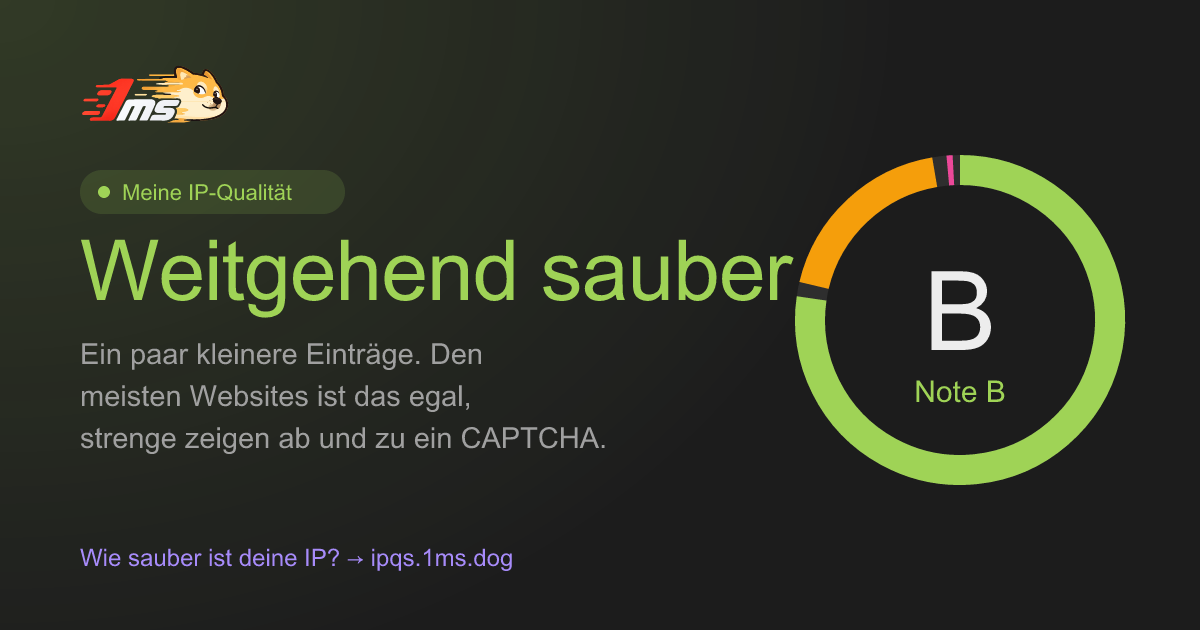 1ms
Meine IP-Qualität
Weitgehend sauber
Ein paar kleinere Einträge. Den
meisten Websites ist das egal,
strenge zeigen ab und zu ein CAPTCHA.
B
Note B
Wie sauber ist deine IP? → ipqs.1ms.dog